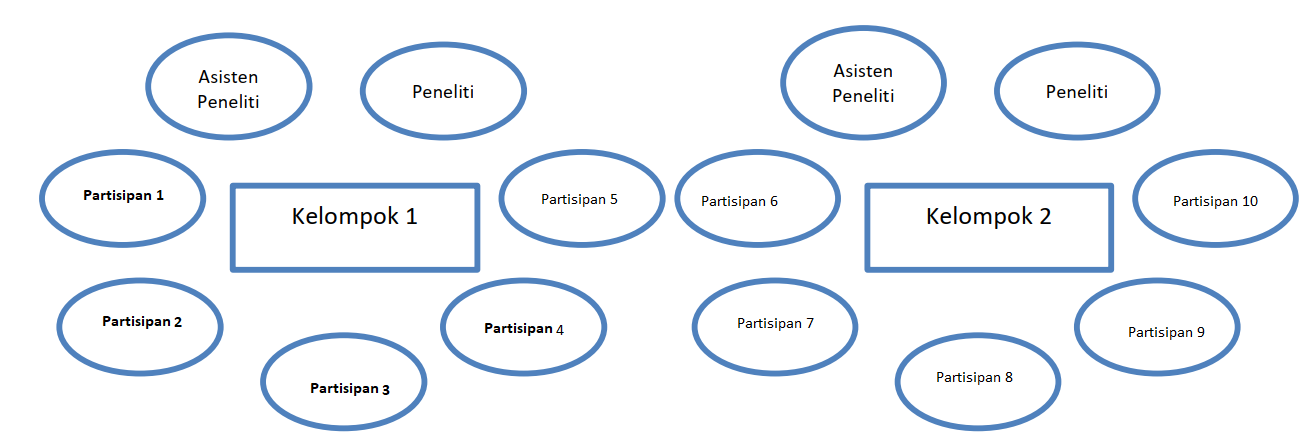 Asisten
Peneliti
Peneliti
Partisipan 1
Kelompok 1
Partisipan 5
Partisipan 2
Partisipan 4
Partisipan 3
Asisten
Peneliti
Peneliti
Partisipan 6
Kelompok 2
Partisipan 10
Partisipan 7
Partisipan 9
Partisipan 8